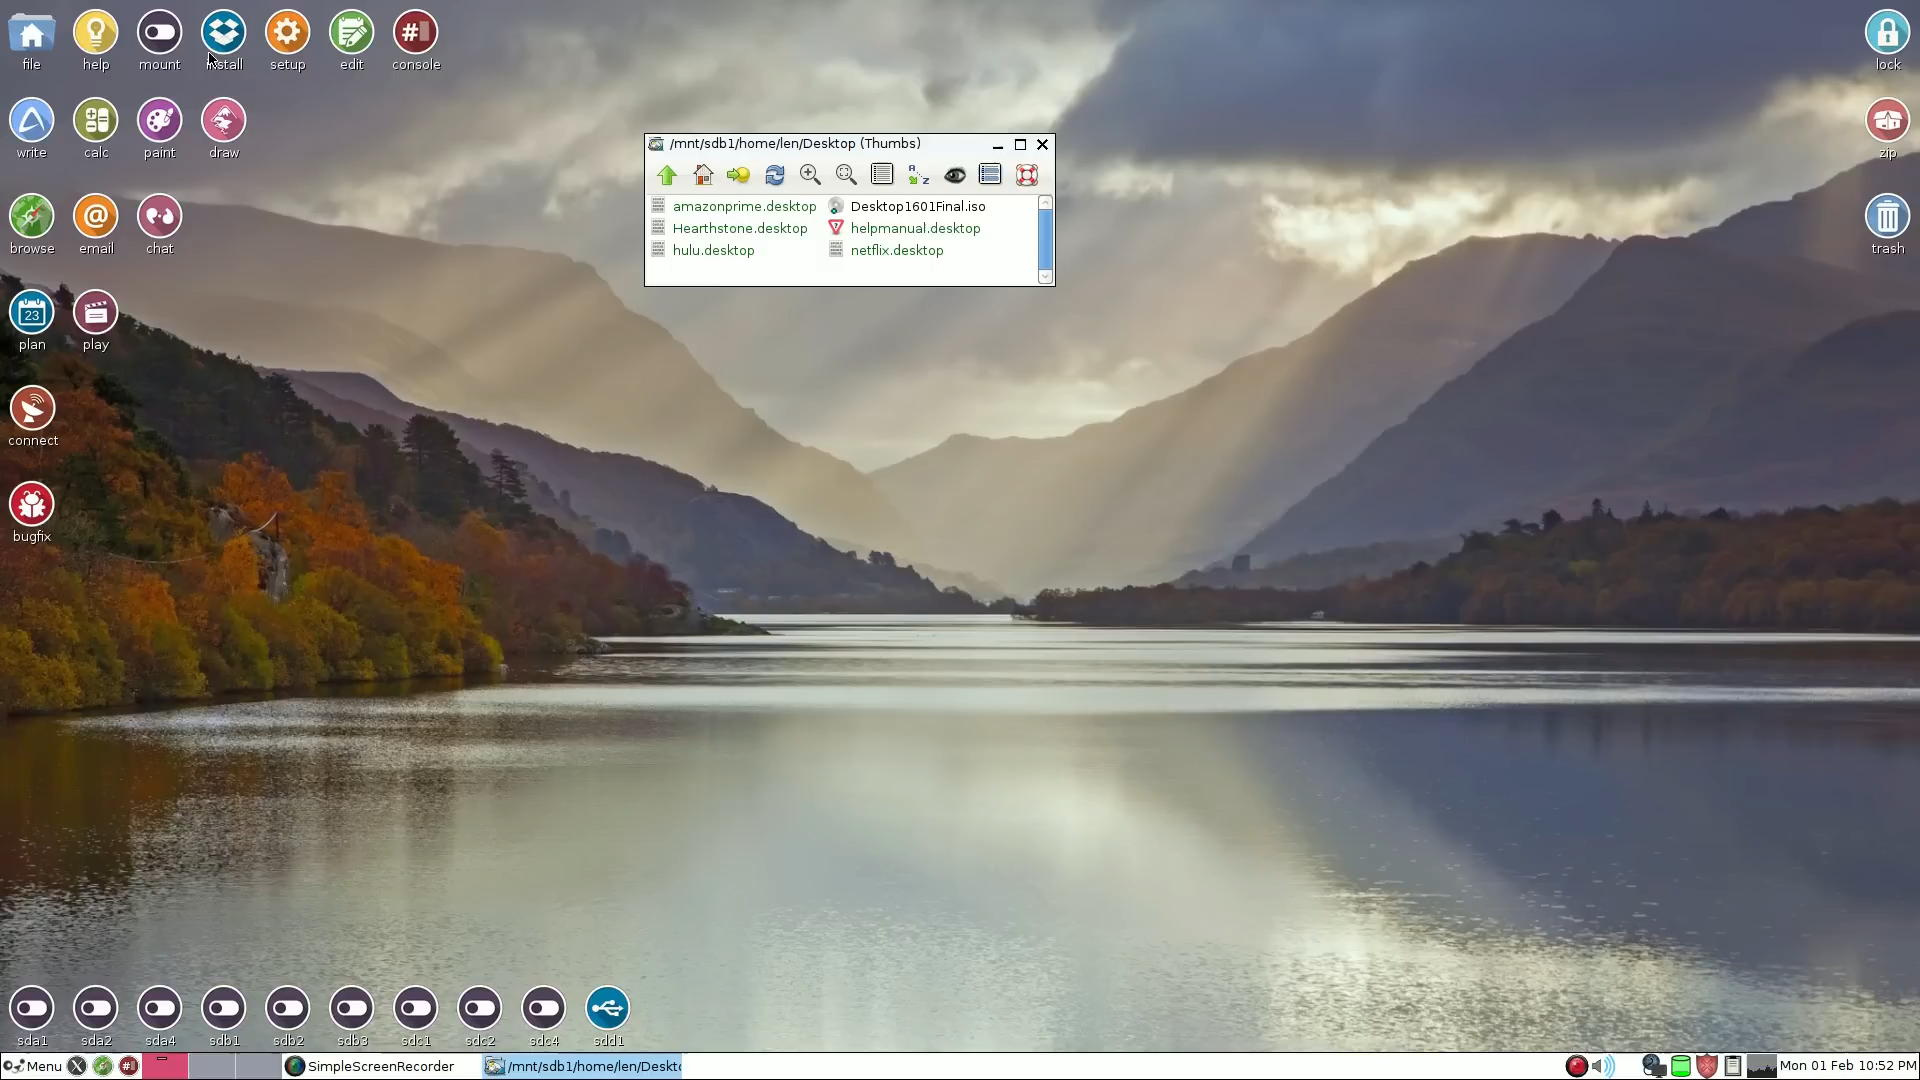 file help mount install setup edit console lock
write calc paint draw zip
/mnt/sdb1/home/len/Desktop (Thumbs)
amazonprime.desktop Desktop1601Final.iso
Hearthstone.desktop helpmanual.desktop
hulu.desktop netflix.desktop
browse email chat trash
23
plan play
connect
bugfix
sda1 sda2 sda4 sdb1 sdb2 sdb3 sdc1 sdc2 sdc4 sdd1
Menu SimpleScreenRecorder /mnt/sdb1/home/len/Deskto Mon 01 Feb 10:52 PM